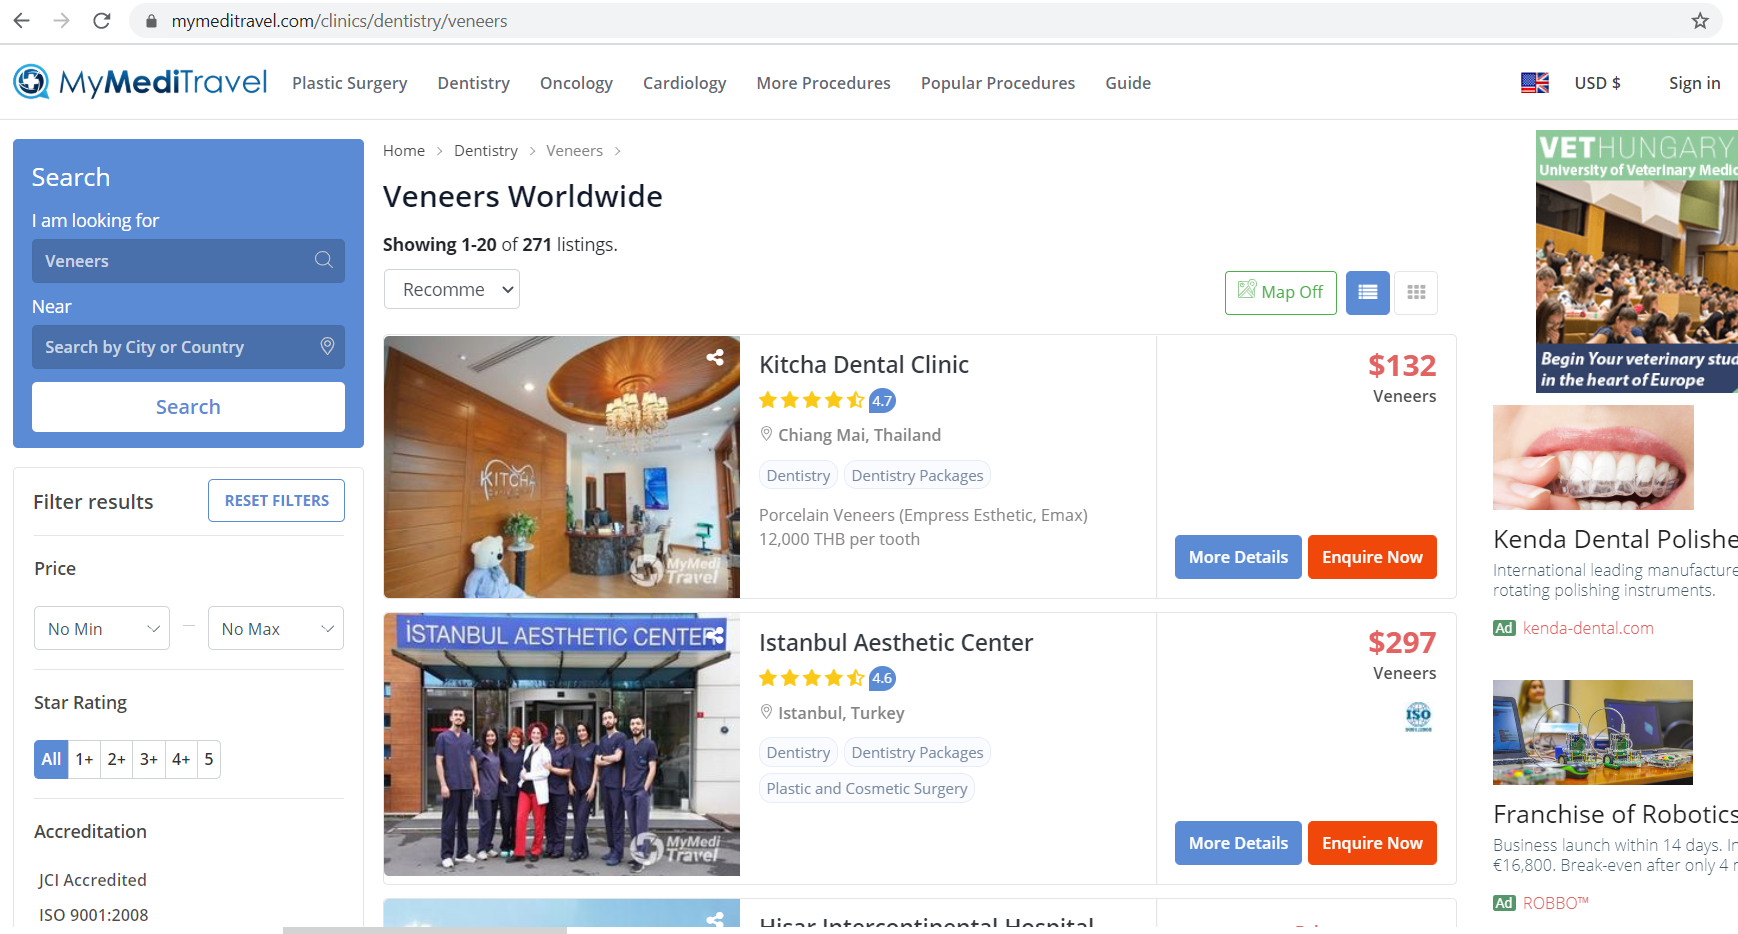 mymeditravel.com/clinics/dentistry/veneers
MyMediTravel
Plastic Surgery
Dentistry
Oncology
Cardiology
More Procedures
Popular Procedures
Guide
USD $
Sign in
Search
I am looking for
Veneers
Near
Search by City or Country
Search
Filter results
RESET FILTERS
Price
No Min
No Max
Star Rating
All 1+ 2+ 3+ 4+ 5
Accreditation
JCI Accredited
ISO 9001:2008
Home > Dentistry > Veneers >
Veneers Worldwide
Showing 1-20 of 271 listings.
Recomme
Map Off
KITCHA
MyMedi
Travel
Kitcha Dental Clinic
4.7
Chiang Mai, Thailand
Dentistry
Dentistry Packages
Porcelain Veneers (Empress Esthetic, Emax)
12,000 THB per tooth
$132
Veneers
More Details
Enquire Now
İSTANBUL AESTHETIC CENTER
MyMedi
Travel
Istanbul Aesthetic Center
4.6
Istanbul, Turkey
Dentistry
Dentistry Packages
Plastic and Cosmetic Surgery
$297
Veneers
ISO
More Details
Enquire Now
Hisar Intercontinental Hospital
VETHUNGARY
University of Veterinary Medic
Begin Your veterinary stud
in the heart of Europe
Kenda Dental Polishe
International leading manufacture
rotating polishing instruments.
Ad kenda-dental.com
Franchise of Robotics
Business launch within 14 days. In
€16,800. Break-even after only 4 r
Ad ROBBO™